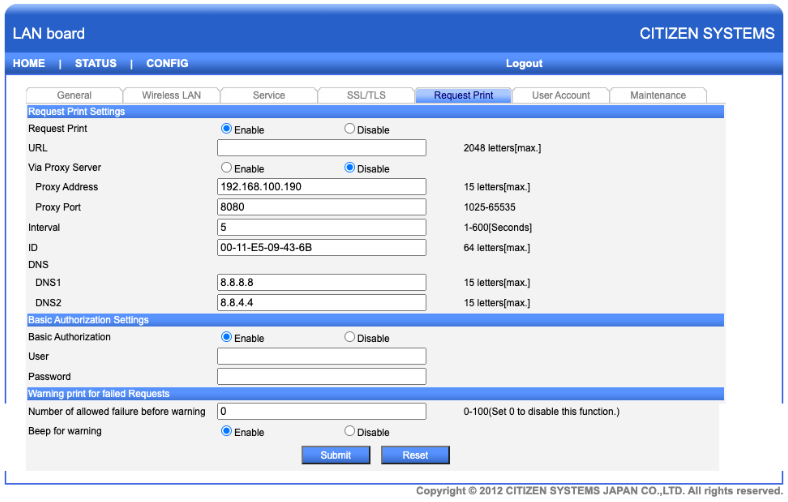 LAN board CITIZEN SYSTEMS
HOME | STATUS | CONFIG Logout
General Wireless LAN Service SSL/TLS Request Print User Account Maintenance
Request Print Settings
Request Print Enable Disable
URL 2048 letters[max.]
Via Proxy Server Enable Disable
Proxy Address 192.168.100.190 15 letters[max.]
Proxy Port 8080 1025-65535
Interval 5 1-600[Seconds]
ID 00-11-E5-09-43-6B 64 letters[max.]
DNS
DNS1 8.8.8.8 15 letters[max.]
DNS2 8.8.4.4 15 letters[max.]
Basic Authorization Settings
Basic Authorization Enable Disable
User
Password
Warning print for failed Requests
Number of allowed failure before warning 0 0-100(Set 0 to disable this function.)
Beep for warning Enable Disable
Submit Reset
Copyright © 2012 CITIZEN SYSTEMS JAPAN CO.,LTD. All rights reserved.